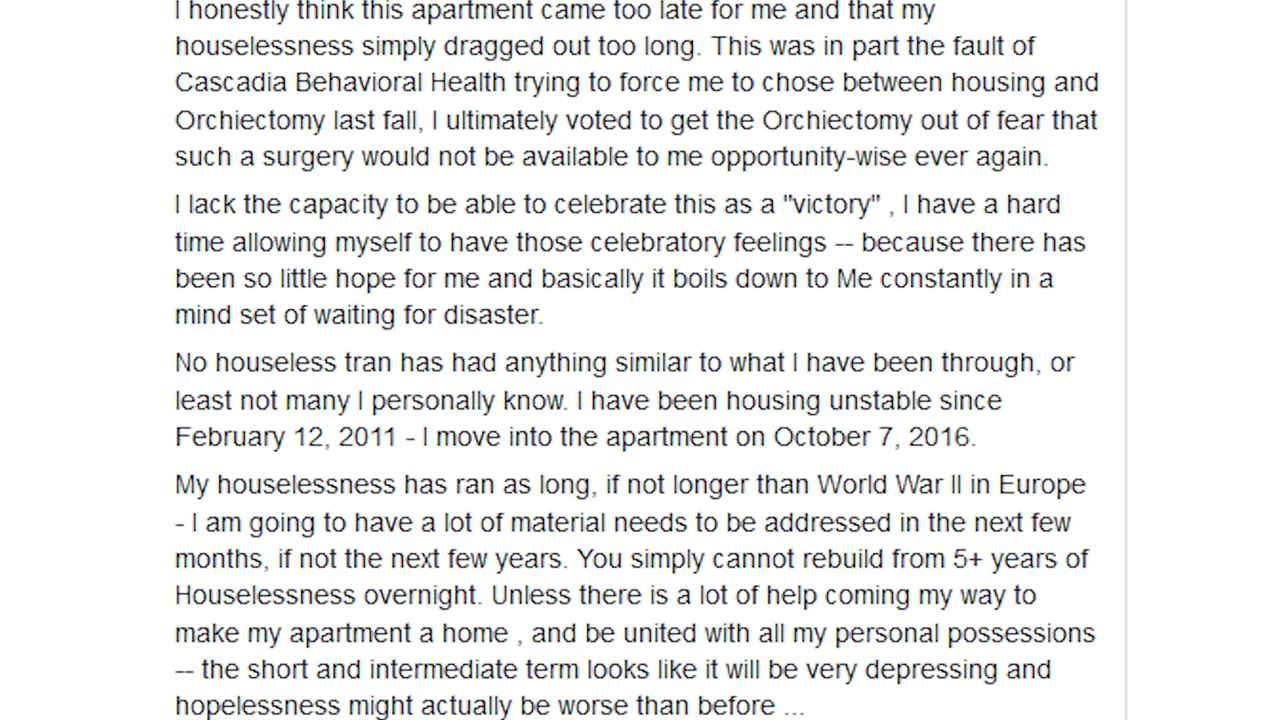 I honestly think this apartment came too late for me and that my
houselessness simply dragged out too long. This was in part the fault of
Cascadia Behavioral Health trying to force me to chose between housing and
Orchiectomy last fall, I ultimately voted to get the Orchiectomy out of fear that
such a surgery would not be available to me opportunity-wise ever again.
I lack the capacity to be able to celebrate this as a "victory" , I have a hard
time allowing myself to have those celebratory feelings -- because there has
been so little hope for me and basically it boils down to Me constantly in a
mind set of waiting for disaster.
No houseless tran has had anything similar to what I have been through, or
least not many I personally know. I have been housing unstable since
February 12, 2011 - I move into the apartment on October 7, 2016.
My houselessness has ran as long, if not longer than World War II in Europe
- I am going to have a lot of material needs to be addressed in the next few
months, if not the next few years. You simply cannot rebuild from 5+ years of
Houselessness overnight. Unless there is a lot of help coming my way to
make my apartment a home , and be united with all my personal possessions
-- the short and intermediate term looks like it will be very depressing and
hopelessness might actually be worse than before ...